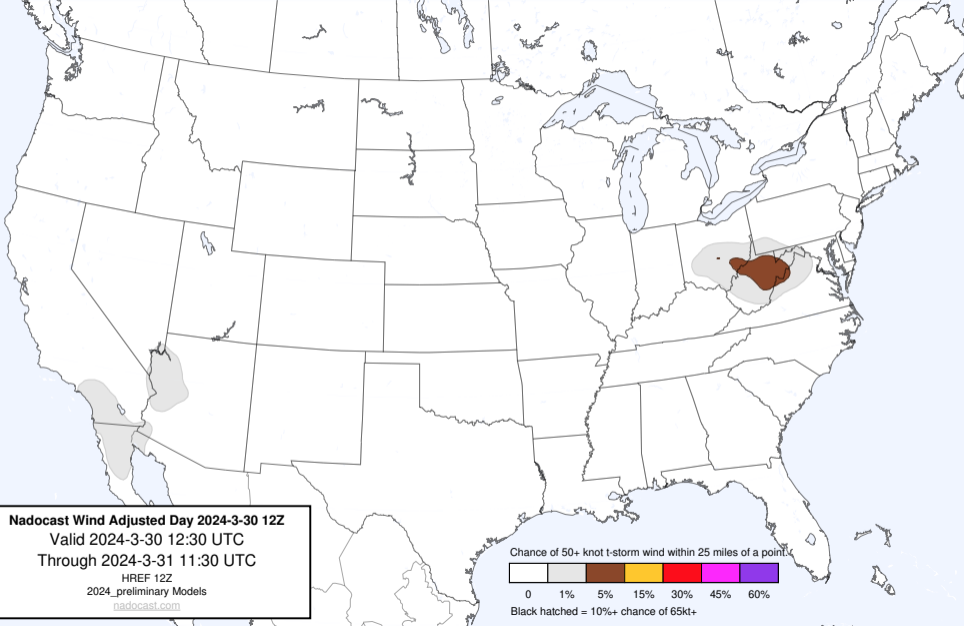 Nadocast Wind Adjusted Day 2024-3-30 12Z
Valid 2024-3-30 12:30 UTC
Through 2024-3-31 11:30 UTC
HREF 12Z
2024_preliminary Models
nadocast.com
Chance of 50+ knot t-storm wind within 25 miles of a point.
0 1% 5% 15% 30% 45% 60%
Black hatched = 10%+ chance of 65kt+